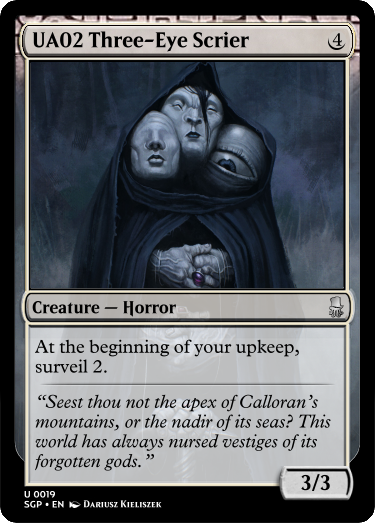 UA02 Three-Eye Scrier 4
Creature — Horror
At the beginning of your upkeep,
surveil 2.
“Seest thou not the apex of Calloran’s
mountains, or the nadir of its seas? This
world has always nursed vestiges of its
forgotten gods.”
3/3
U 0019
SGP • EN Dariusz Kieliszek